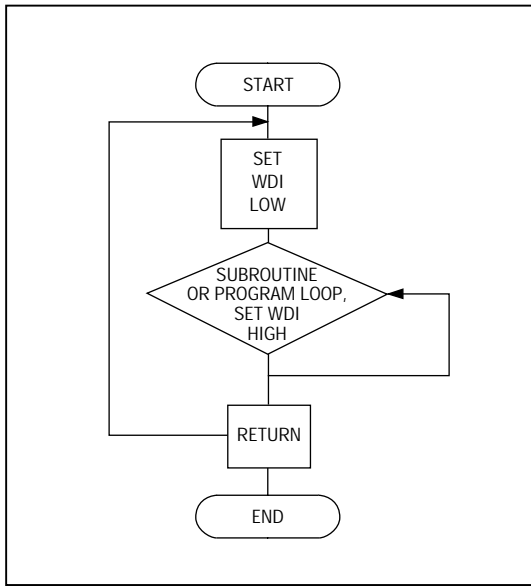 START
SET
WDI
LOW
SUBROUTINE
OR PROGRAM LOOP,
SET WDI
HIGH
RETURN
END